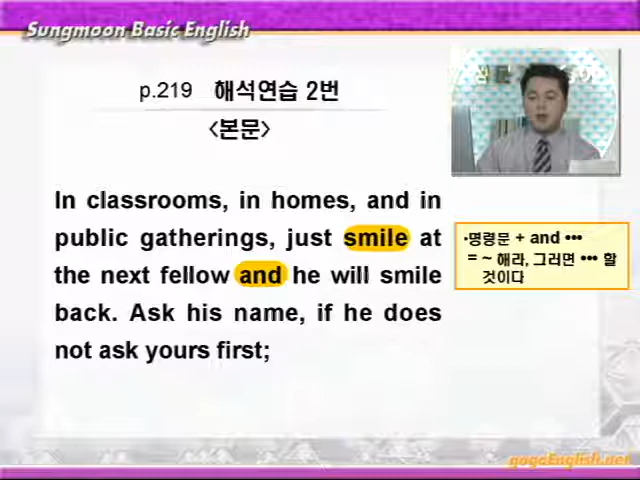 Sungmoon Basic English
p.219 해석연습 2번
<본문>
In classrooms, in homes, and in
public gatherings, just smile at
the next fellow and he will smile
back. Ask his name, if he does
not ask yours first;
•명령문 + and •••
= ~ 해라, 그러면 ••• 할
것이다
gogoEnglish.net